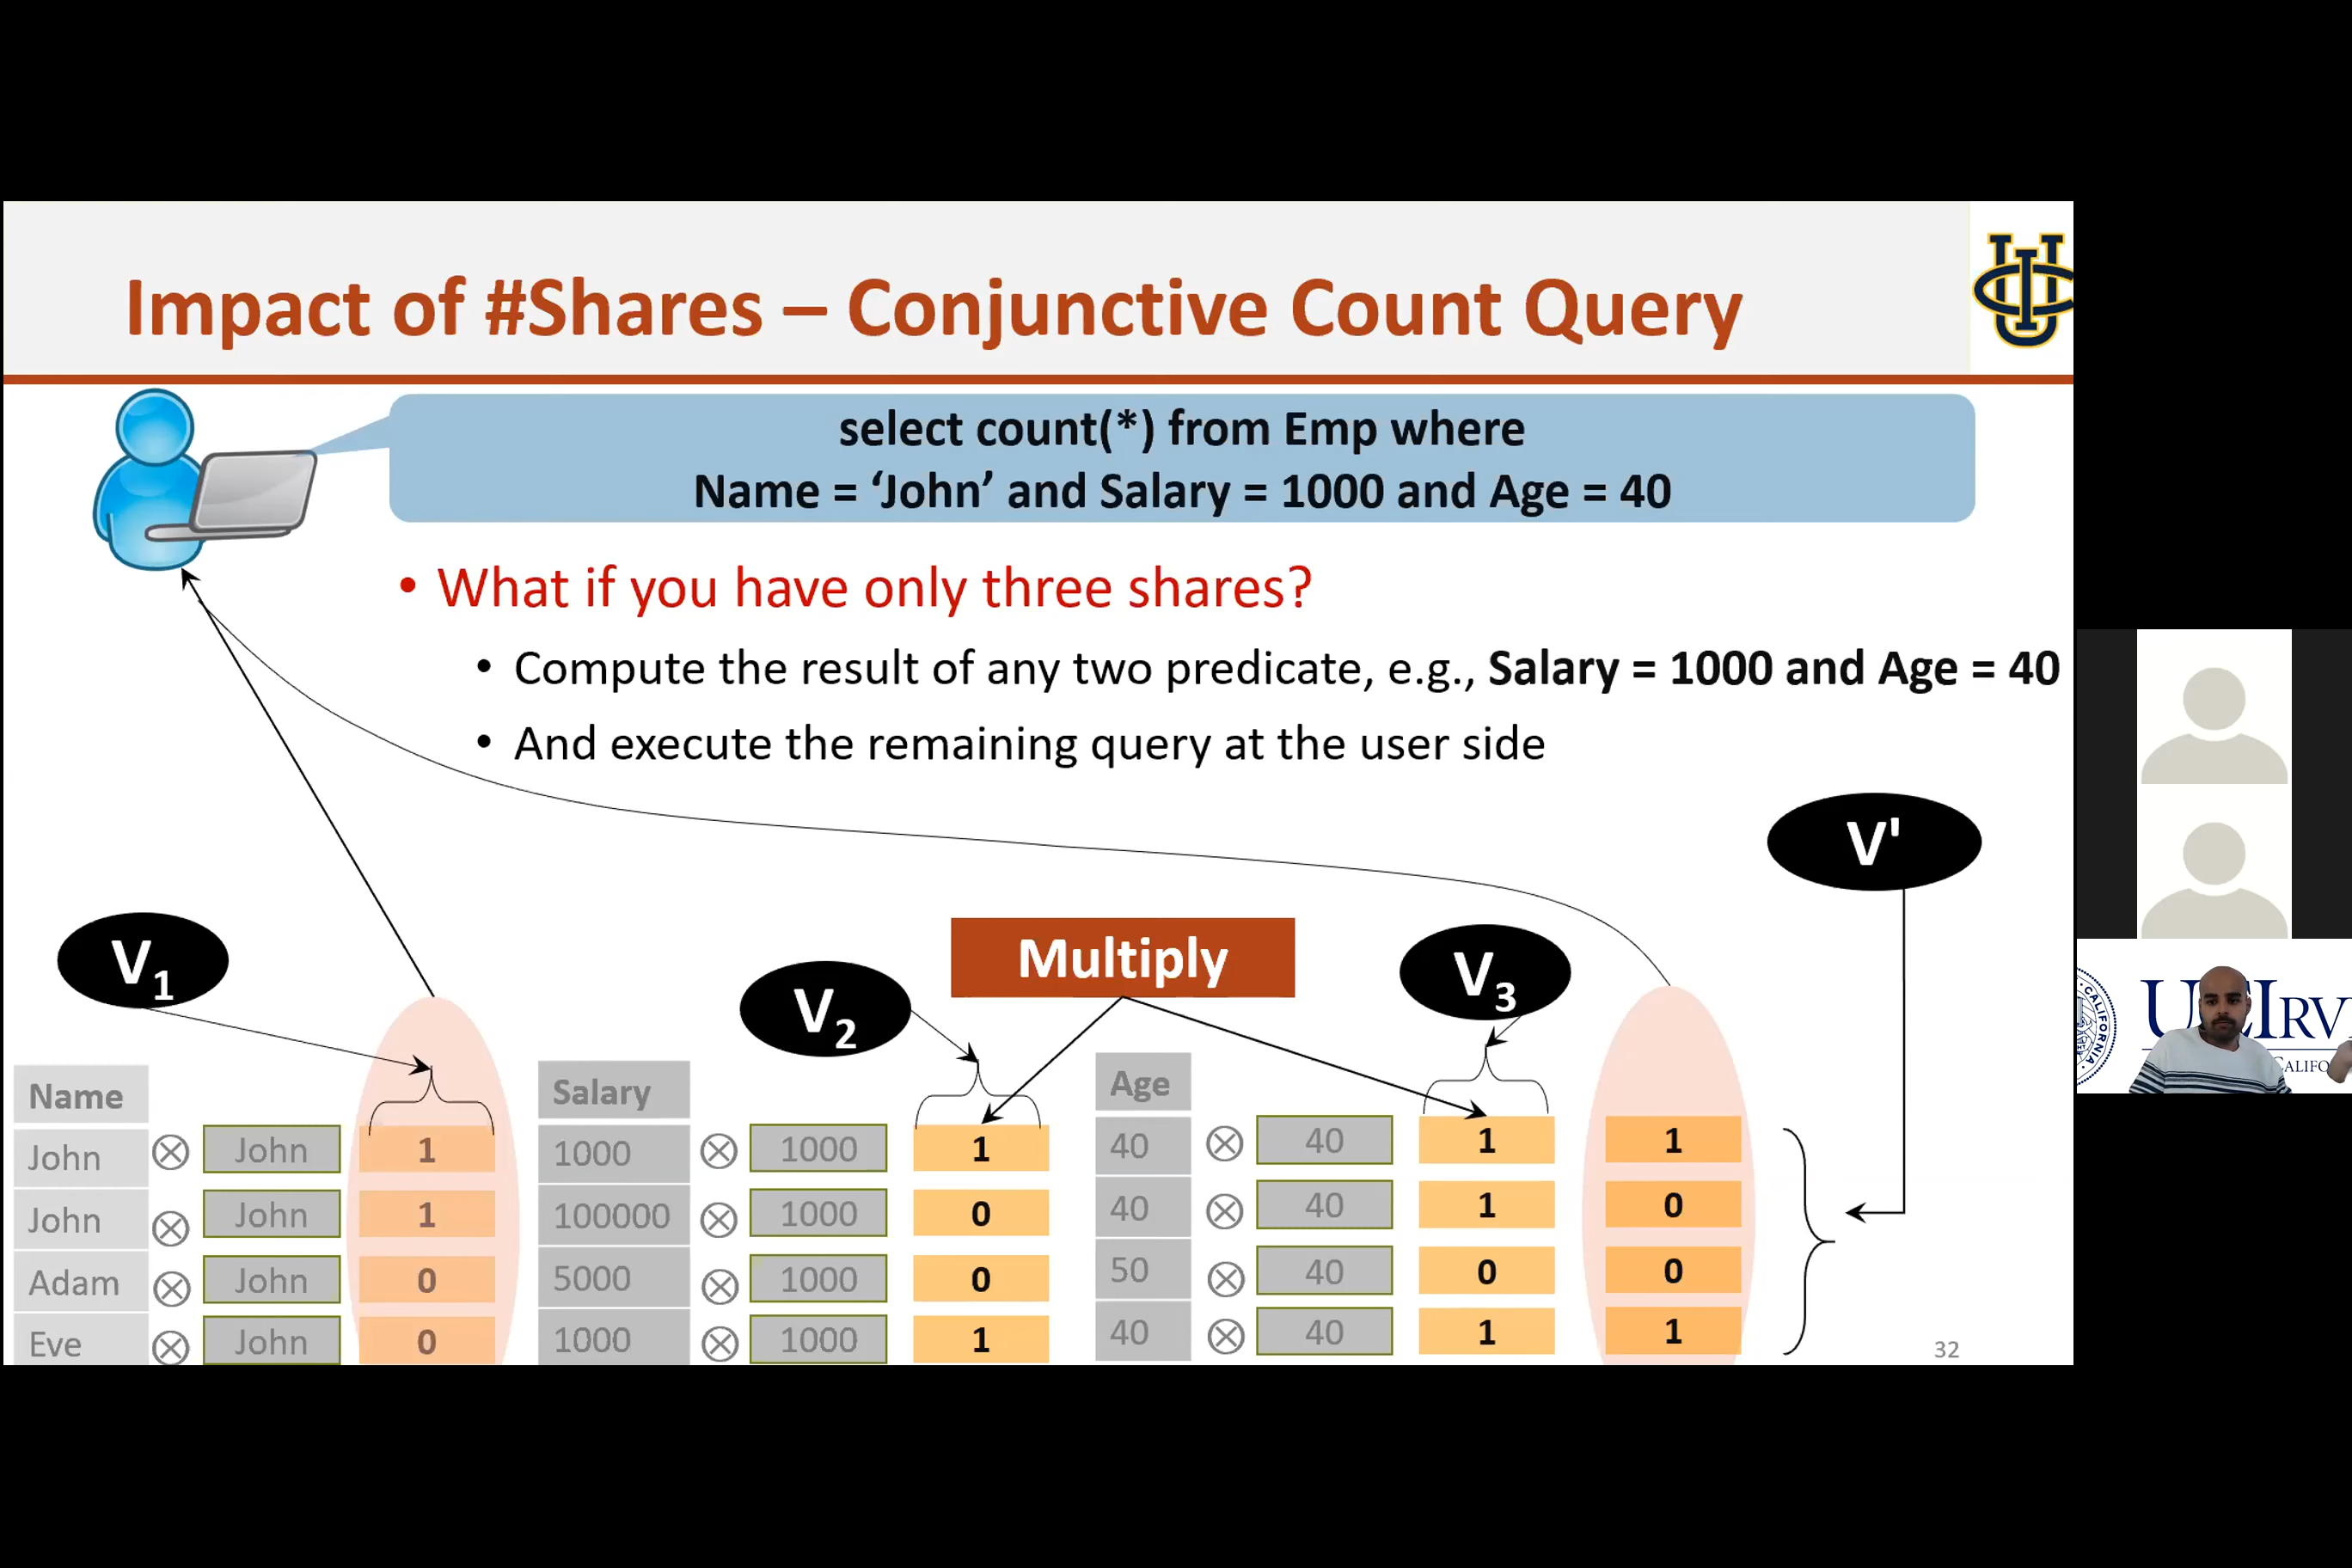 Impact of #Shares – Conjunctive Count Query
select count(*) from Emp where
Name = ‘John’ and Salary = 1000 and Age = 40
• What if you have only three shares?
• Compute the result of any two predicate, e.g., Salary = 1000 and Age = 40
• And execute the remaining query at the user side
V'
V1
V2
Multiply
V3
Name
Salary
Age
John ⊗ John 1 1000 ⊗ 1000 1 40 ⊗ 40 1 1
John ⊗ John 1 100000 ⊗ 1000 0 40 ⊗ 40 1 0
Adam ⊗ John 0 5000 ⊗ 1000 0 50 ⊗ 40 0 0
Eve ⊗ John 0 1000 ⊗ 1000 1 40 ⊗ 40 1 1
32